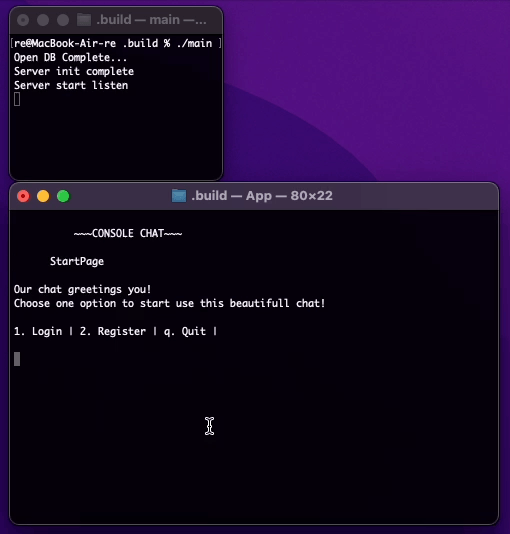 .build — main —...
[re@MacBook-Air-re .build % ./main ]
Open DB Complete...
Server init complete
Server start listen
.build — App — 80×22
~~~CONSOLE CHAT~~~
StartPage
Our chat greetings you!
Choose one option to start use this beautifull chat!
1. Login | 2. Register | q. Quit |